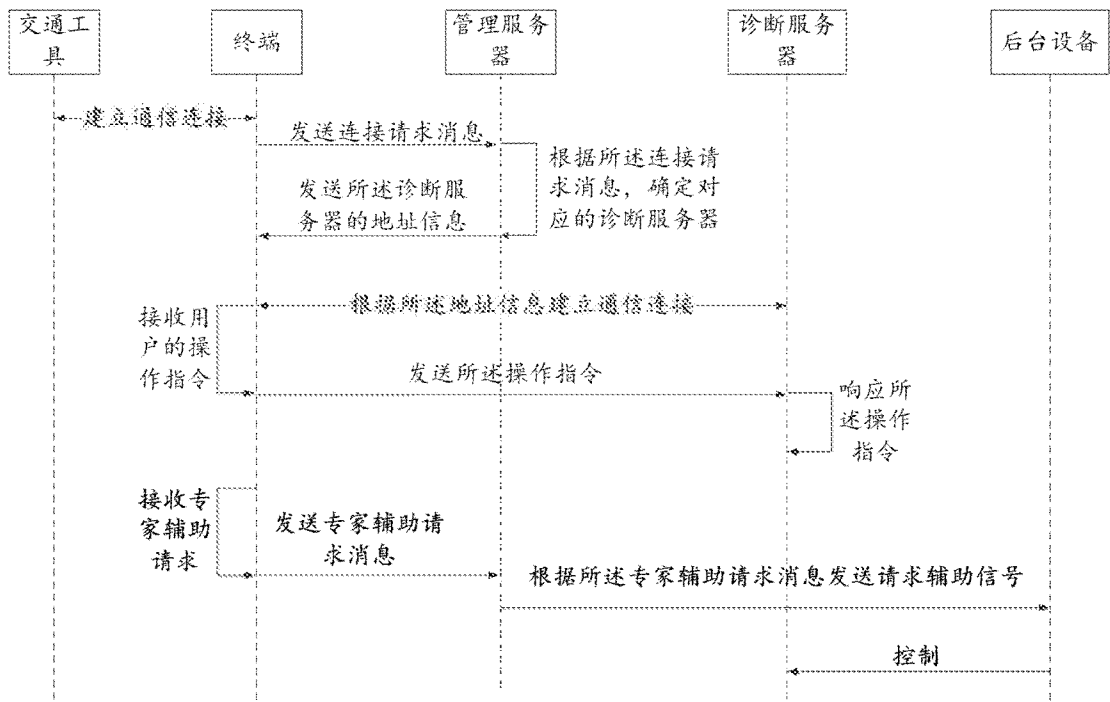 交通工
具
终端
管理服务
器
诊断服务
器
后台设备
建立通信连接
发送连接请求消息
根据所述连接请
求消息，确定对
应的诊断服务器
发送所述诊断服
务器的地址信息
根据所述地址信息建立通信连接
接收用
户的操
作指令
发送所述操作指令
响应所
述操作
指令
接收专
家辅助
请求
发送专家辅助请
求消息
根据所述专家辅助请求消息发送请求辅助信号
控制